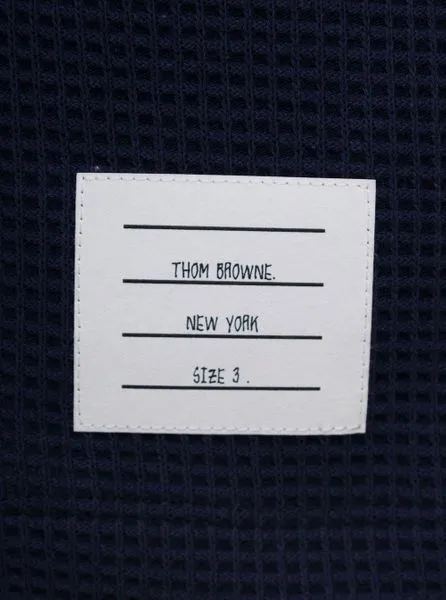 THOM BROWNE.
NEW YORK
SIZE 3 .